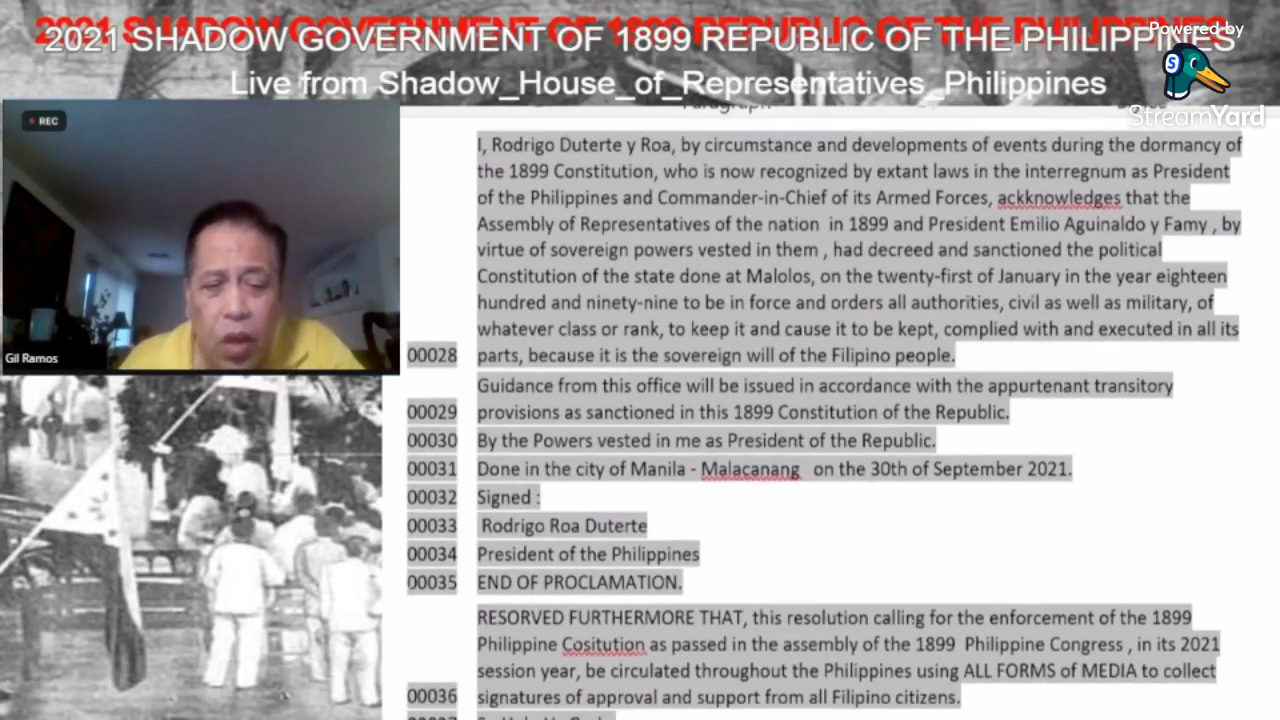 2021 SHADOW GOVERNMENT OF 1899 REPUBLIC OF THE PHILIPPINES
Powered by
Live from Shadow_House_of_Representatives_Philippines
S
StreamYard
Paragraph
REC
I, Rodrigo Duterte y Roa, by circumstance and developments of events during the dormancy of
the 1899 Constitution, who is now recognized by extant laws in the interregnum as President
of the Philippines and Commander-in-Chief of its Armed Forces, ackknowledges that the
Assembly of Representatives of the nation in 1899 and President Emilio Aguinaldo y Famy , by
virtue of sovereign powers vested in them , had decreed and sanctioned the political
Constitution of the state done at Malolos, on the twenty-first of January in the year eighteen
hundred and ninety-nine to be in force and orders all authorities, civil as well as military, of
whatever class or rank, to keep it and cause it to be kept, complied with and executed in all its
00028 parts, because it is the sovereign will of the Filipino people.
Gil Ramos
Guidance from this office will be issued in accordance with the appurtenant transitory
00029 provisions as sanctioned in this 1899 Constitution of the Republic.
00030 By the Powers vested in me as President of the Republic.
00031 Done in the city of Manila - Malacanang on the 30th of September 2021.
00032 Signed :
00033 Rodrigo Roa Duterte
00034 President of the Philippines
00035 END OF PROCLAMATION.
RESORVED FURTHERMORE THAT, this resolution calling for the enforcement of the 1899
Philippine Cositution as passed in the assembly of the 1899 Philippine Congress , in its 2021
session year, be circulated throughout the Philippines using ALL FORMS of MEDIA to collect
00036 signatures of approval and support from all Filipino citizens.